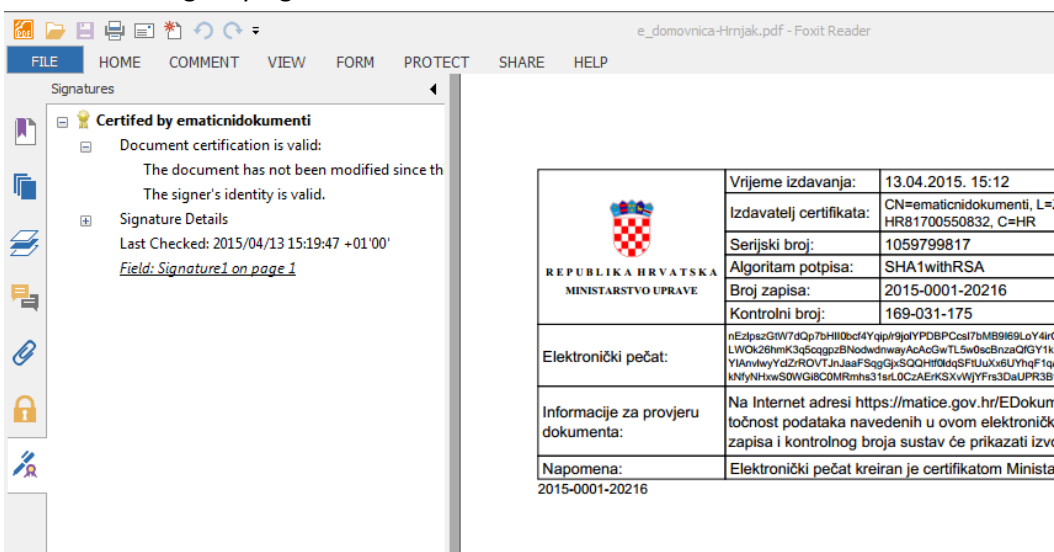 e_domovnica-Hrnjak.pdf - Foxit Reader
FILE HOME COMMENT VIEW FORM PROTECT SHARE HELP
Signatures
Certifed by ematicnidokumenti
Document certification is valid:
The document has not been modified since th
The signer's identity is valid.
Signature Details
Last Checked: 2015/04/13 15:19:47 +01'00'
Field: Signature1 on page 1
REPUBLIKA HRVATSKA
MINISTARSTVO UPRAVE
Vrijeme izdavanja: 13.04.2015. 15:12
Izdavatelj certifikata: CN=ematicnidokumenti, L=
HR81700550832, C=HR
Serijski broj: 1059799817
Algoritam potpisa: SHA1withRSA
Broj zapisa: 2015-0001-20216
Kontrolni broj: 169-031-175
Elektronički pečat:
Informacije za provjeru
dokumenta:
Na Internet adresi https://matice.gov.hr/EDokum
točnost podataka navedenih u ovom elektroničk
zapisa i kontrolnog broja sustav će prikazati izvo
Napomena: Elektronički pečat kreiran je certifikatom Minista
2015-0001-20216